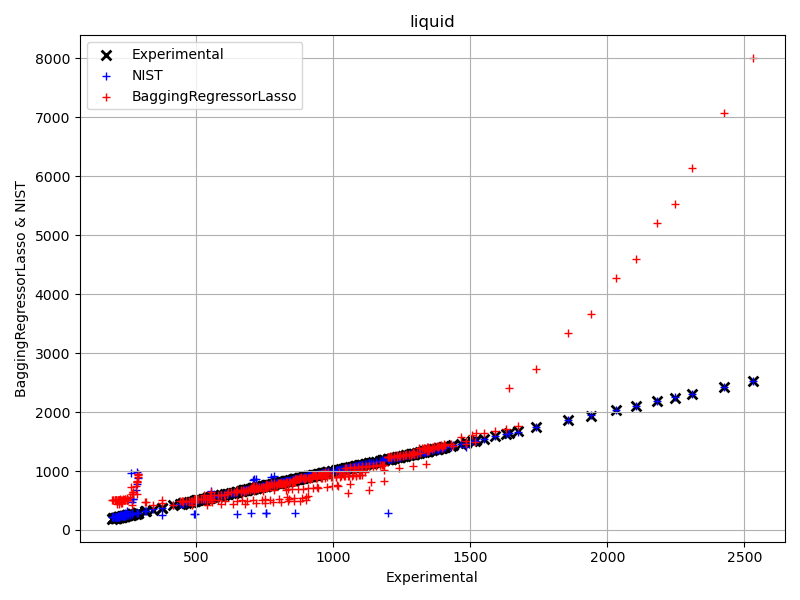 liquid
Experimental
NIST
BaggingRegressorLasso
8000
7000
6000
5000
4000
3000
2000
1000
0
BaggingRegressorLasso & NIST
500
1000
1500
2000
2500
Experimental